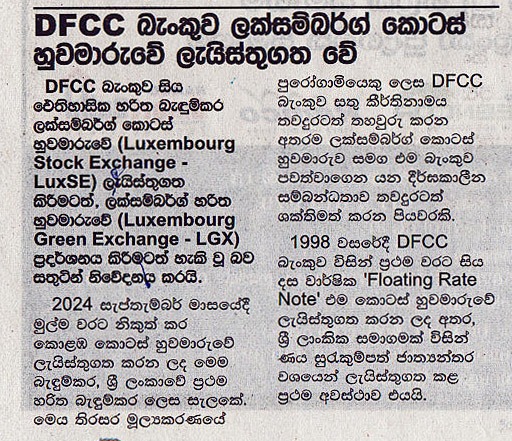 DFCC බැංකුව ලක්සම්බර්ග් කොටස්
හුවමාරුවේ ලැයිස්තුගත වේ
DFCC බැංකුව සිය
ඓතිහාසික හරිත බැඳුම්කර
ලක්සම්බර්ග් කොටස්
හුවමාරුවේ (Luxembourg
Stock Exchange -
LuxSE) ලැයිස්තුගත
කිරීමටත්, ලක්සම්බර්ග් හරිත
හුවමාරුවේ (Luxembourg
Green Exchange - LGX)
ප්‍රදර්ශනය කිරීමටත් හැකි වූ බව
සතුටින් නිවේදනය කරයි.
2024 සැප්තැම්බර් මාසයේදී
මුල්ම වරට නිකුත් කර
කොළඹ කොටස් හුවමාරුවේ
ලැයිස්තුගත කරන ලද මෙම
බැඳුම්කර, ශ්‍රී ලංකාවේ ප්‍රථම
හරිත බැඳුම්කර ලෙස සැලකේ.
මෙය තිරසර මූල්‍යකරණයේ
පුරෝගාමියෙකු ලෙස DFCC
බැංකුව සතු කීර්තිනාමය
තවදුරටත් තහවුරු කරන
අතරම ලක්සම්බර්ග් කොටස්
හුවමාරුව සමග එම බැංකුව
පවත්වාගෙන යන දීර්ඝකාලීන
සම්බන්ධතාව තවදුරටත්
ශක්තිමත් කරන පියවරකි.
1998 වසරේදී DFCC
බැංකුව විසින් ප්‍රථම වරට සිය
දස වාර්ෂික 'Floating Rate
Note' එම කොටස් හුවමාරුවේ
ලැයිස්තුගත කරන ලද අතර,
ශ්‍රී ලාංකික සමාගමක් විසින්
ණය සුරැකුම්පත් ජාත්‍යන්තර
වශයෙන් ලැයිස්තුගත කළ
ප්‍රථම අවස්ථාව එයයි.